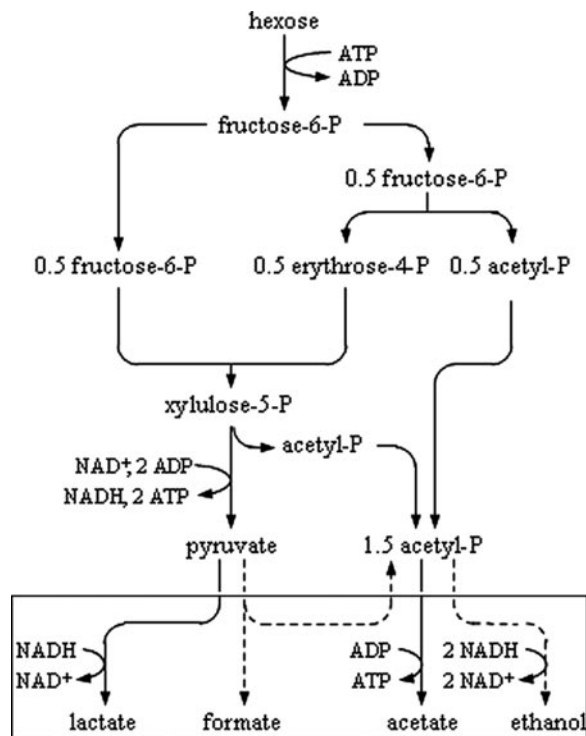 hexose
ATP
ADP
fructose-6-P
0.5 fructose-6-P
0.5 fructose-6-P 0.5 erythrose-4-P 0.5 acetyl-P
xylulose-5-P
acetyl-P
NAD+, 2 ADP
NADH, 2 ATP
pyruvate 1.5 acetyl-P
NADH ADP 2 NADH
NAD+ ATP 2 NAD+
lactate formate acetate ethanol